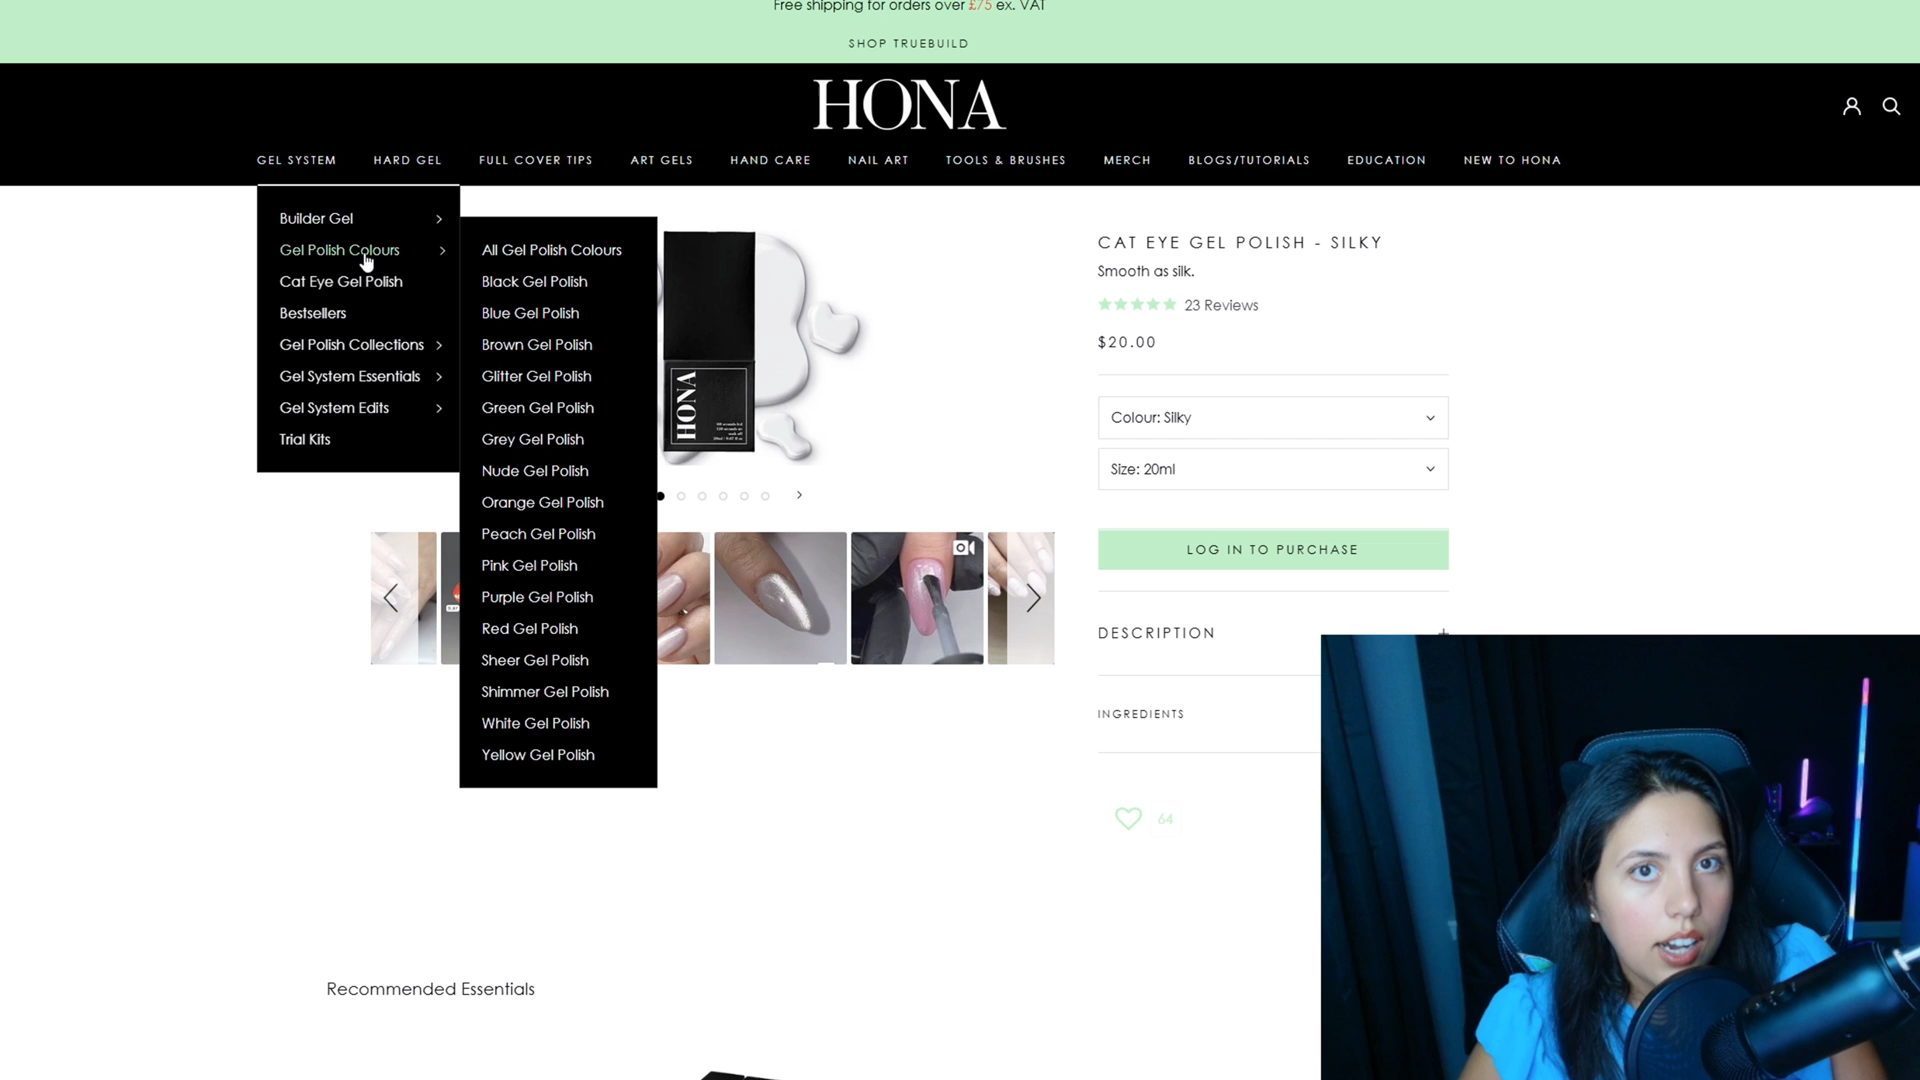 Free shipping for orders over £75 ex. VAT
SHOP TRUEBUILD
HONA
GEL SYSTEM
HARD GEL
FULL COVER TIPS
ART GELS
HAND CARE
NAIL ART
TOOLS & BRUSHES
MERCH
BLOGS/TUTORIALS
EDUCATION
NEW TO HONA
Builder Gel
Gel Polish Colours
Cat Eye Gel Polish
Bestsellers
Gel Polish Collections
Gel System Essentials
Gel System Edits
Trial Kits
All Gel Polish Colours
Black Gel Polish
Blue Gel Polish
Brown Gel Polish
Glitter Gel Polish
Green Gel Polish
Grey Gel Polish
Nude Gel Polish
Orange Gel Polish
Peach Gel Polish
Pink Gel Polish
Purple Gel Polish
Red Gel Polish
Sheer Gel Polish
Shimmer Gel Polish
White Gel Polish
Yellow Gel Polish
HONA
CAT EYE GEL POLISH - SILKY
Smooth as silk.
23 Reviews
$20.00
Colour: Silky
Size: 20ml
LOG IN TO PURCHASE
DESCRIPTION
INGREDIENTS
64
Recommended Essentials